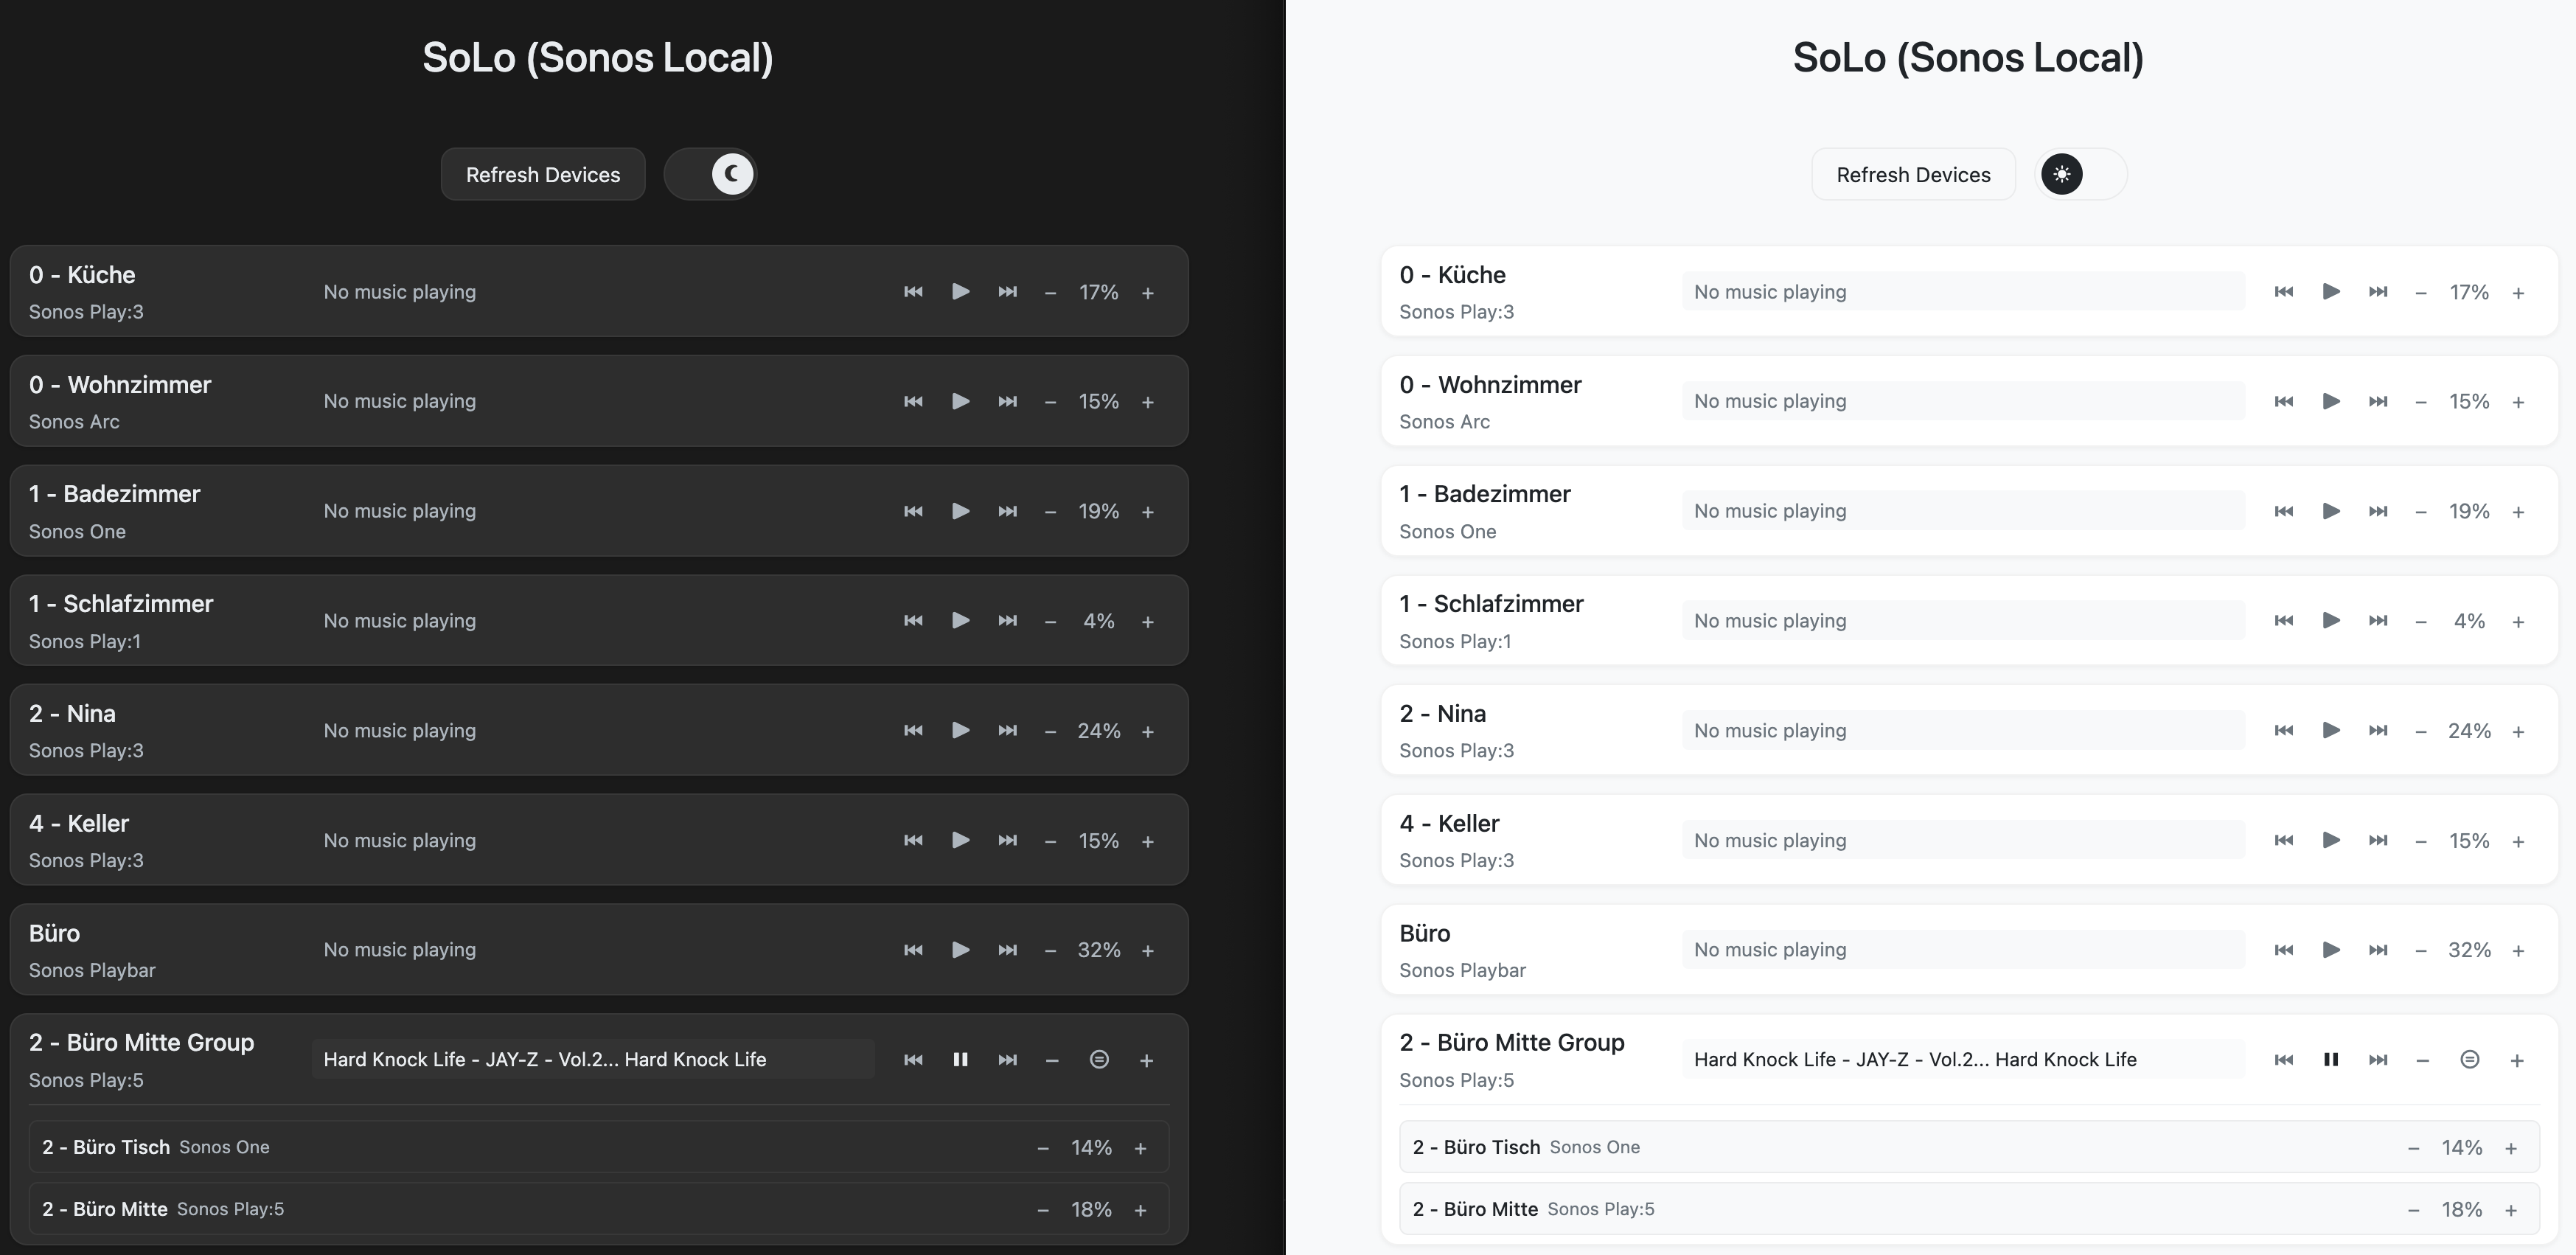 SoLo (Sonos Local)
Refresh Devices
0 - Küche
Sonos Play:3
No music playing
– 17% +
0 - Wohnzimmer
Sonos Arc
No music playing
– 15% +
1 - Badezimmer
Sonos One
No music playing
– 19% +
1 - Schlafzimmer
Sonos Play:1
No music playing
– 4% +
2 - Nina
Sonos Play:3
No music playing
– 24% +
4 - Keller
Sonos Play:3
No music playing
– 15% +
Büro
Sonos Playbar
No music playing
– 32% +
2 - Büro Mitte Group
Sonos Play:5
Hard Knock Life - JAY-Z - Vol.2... Hard Knock Life
– +
2 - Büro Tisch Sonos One – 14% +
2 - Büro Mitte Sonos Play:5 – 18% +
SoLo (Sonos Local)
Refresh Devices
0 - Küche
Sonos Play:3
No music playing
– 17% +
0 - Wohnzimmer
Sonos Arc
No music playing
– 15% +
1 - Badezimmer
Sonos One
No music playing
– 19% +
1 - Schlafzimmer
Sonos Play:1
No music playing
– 4% +
2 - Nina
Sonos Play:3
No music playing
– 24% +
4 - Keller
Sonos Play:3
No music playing
– 15% +
Büro
Sonos Playbar
No music playing
– 32% +
2 - Büro Mitte Group
Sonos Play:5
Hard Knock Life - JAY-Z - Vol.2... Hard Knock Life
– +
2 - Büro Tisch Sonos One – 14% +
2 - Büro Mitte Sonos Play:5 – 18% +